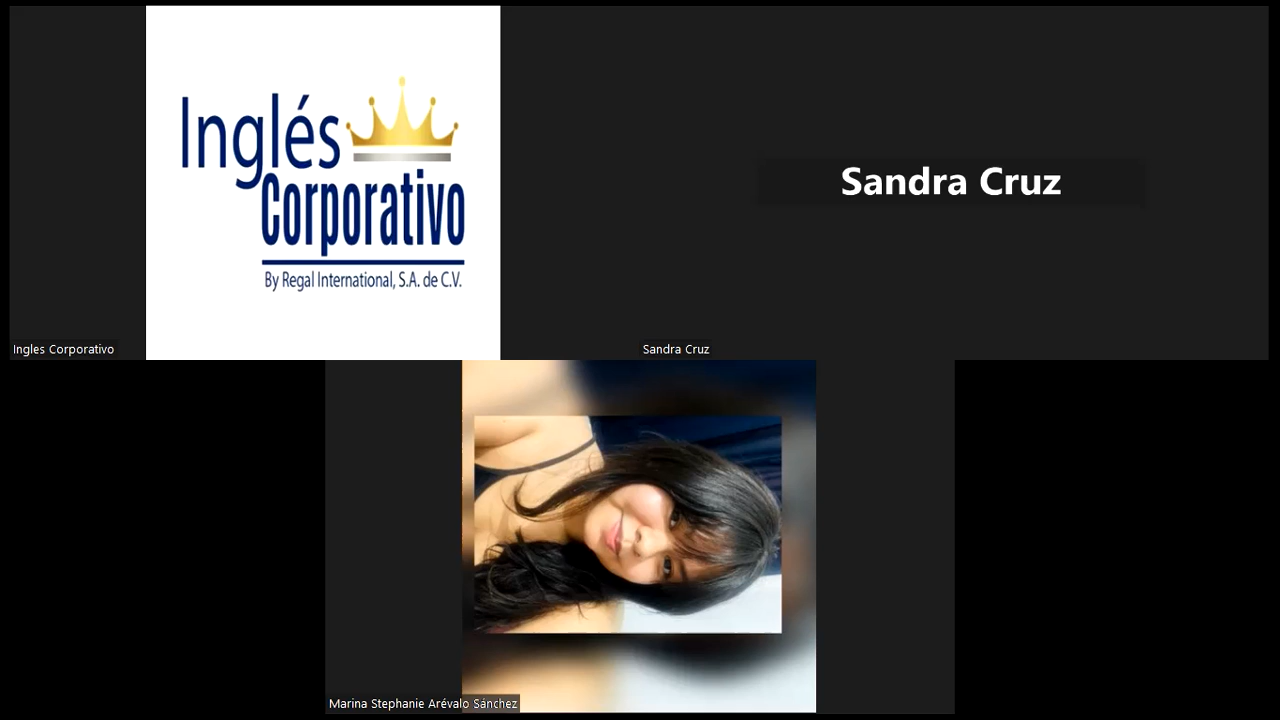 Inglés
Corporativo
By Regal International, S.A. de C.V.
Ingles Corporativo
Sandra Cruz
Sandra Cruz
Marina Stephanie Arévalo Sánchez